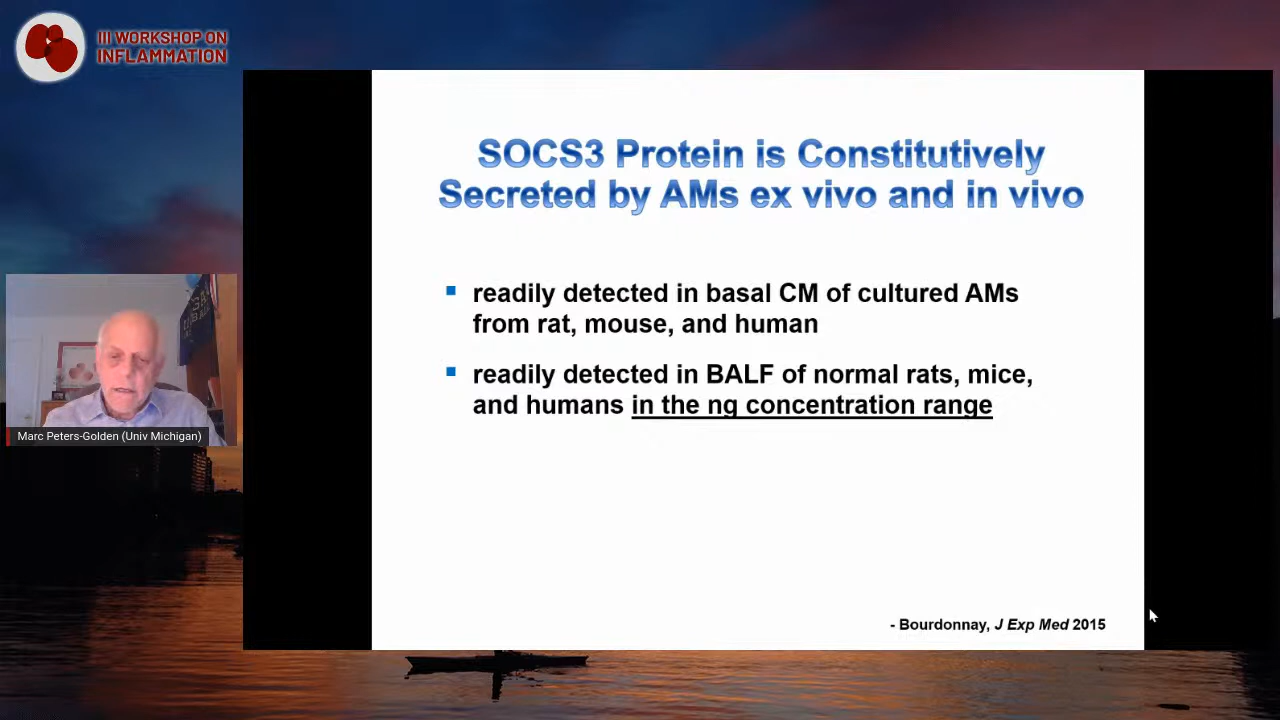 III WORKSHOP ON
INFLAMMATION
SOCS3 Protein is Constitutively
Secreted by AMs ex vivo and in vivo
readily detected in basal CM of cultured AMs
from rat, mouse, and human
readily detected in BALF of normal rats, mice,
and humans in the ng concentration range
Marc Peters-Golden (Univ Michigan)
- Bourdonnay, J Exp Med 2015